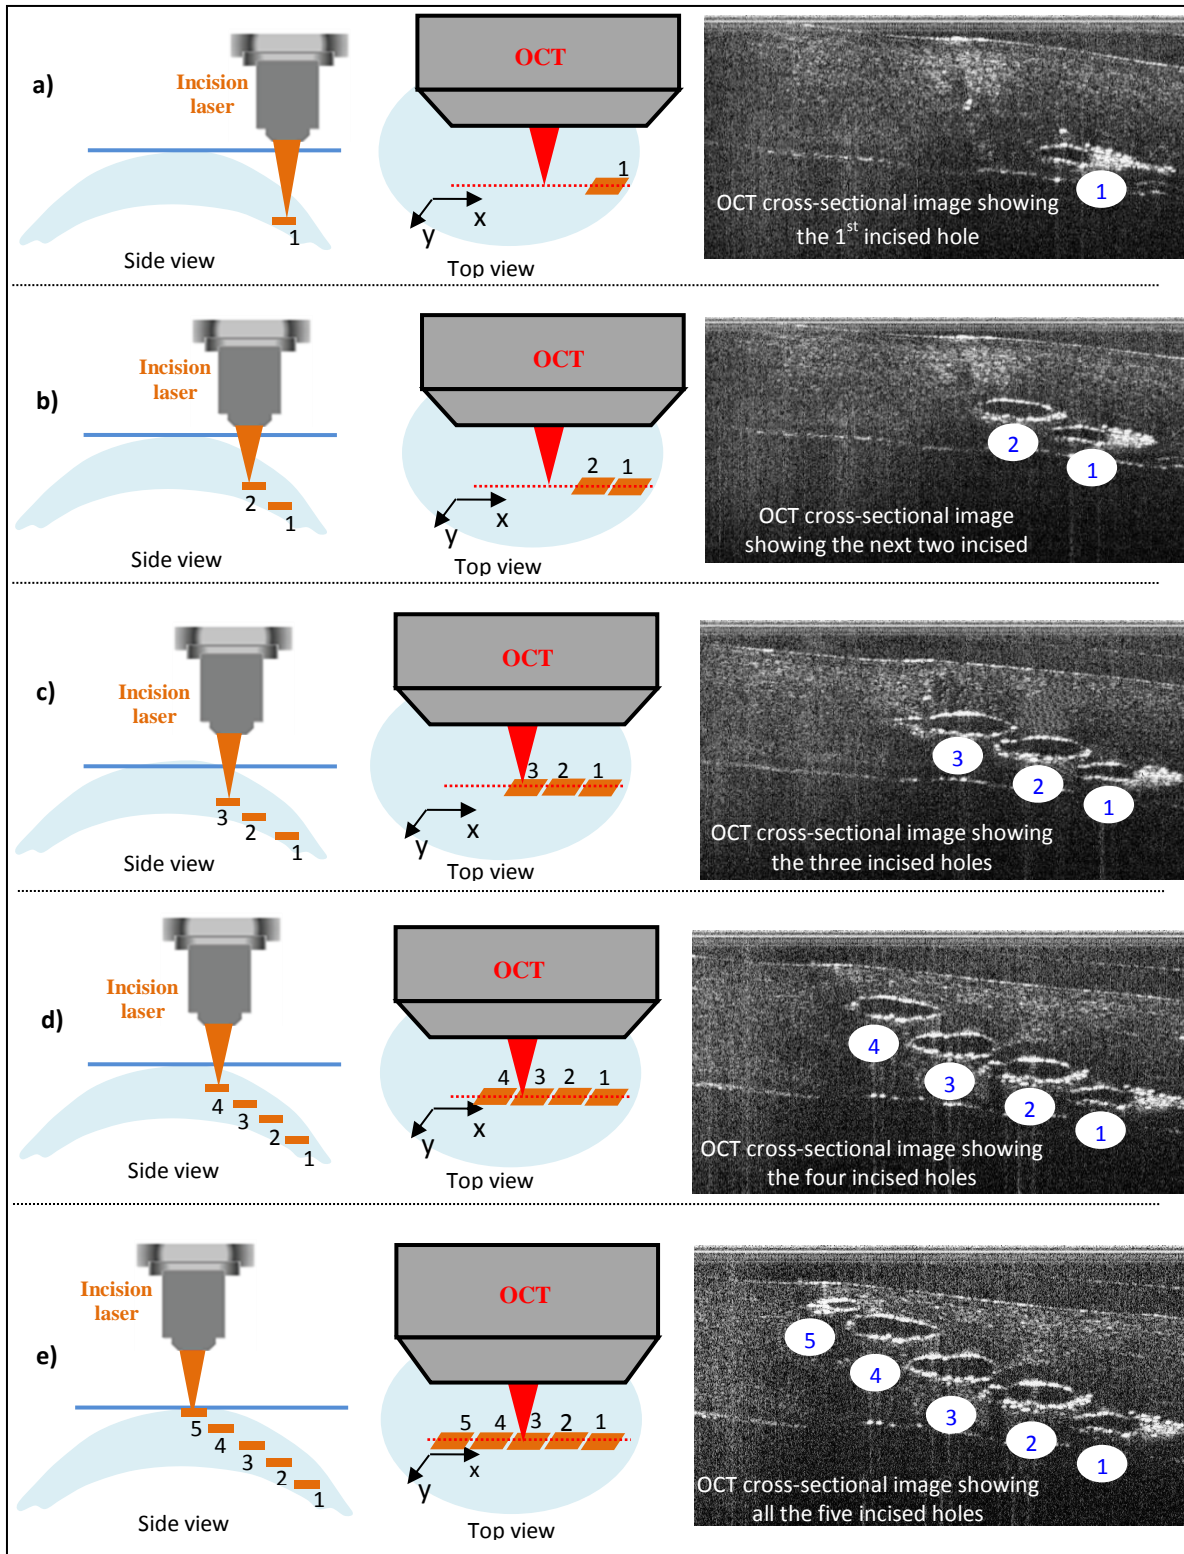 a)
Incision
laser
1
Side view
OCT
1
x
y
Top view
1
OCT cross-sectional image showing
the 1st incised hole
b)
Incision
laser
2
1
Side view
OCT
2 1
x
y
Top view
2
1
OCT cross-sectional image
showing the next two incised
c)
Incision
laser
3
2
1
Side view
OCT
3 2 1
x
y
Top view
3
2
1
OCT cross-sectional image showing
the three incised holes
d)
Incision
laser
4
3
2
1
Side view
OCT
4 3 2 1
x
y
Top view
4
3
2
1
OCT cross-sectional image showing
the four incised holes
e)
Incision
laser
5
4
3
2
1
Side view
OCT
5 4 3 2 1
x
y
Top view
5
4
3
2
1
OCT cross-sectional image showing
all the five incised holes